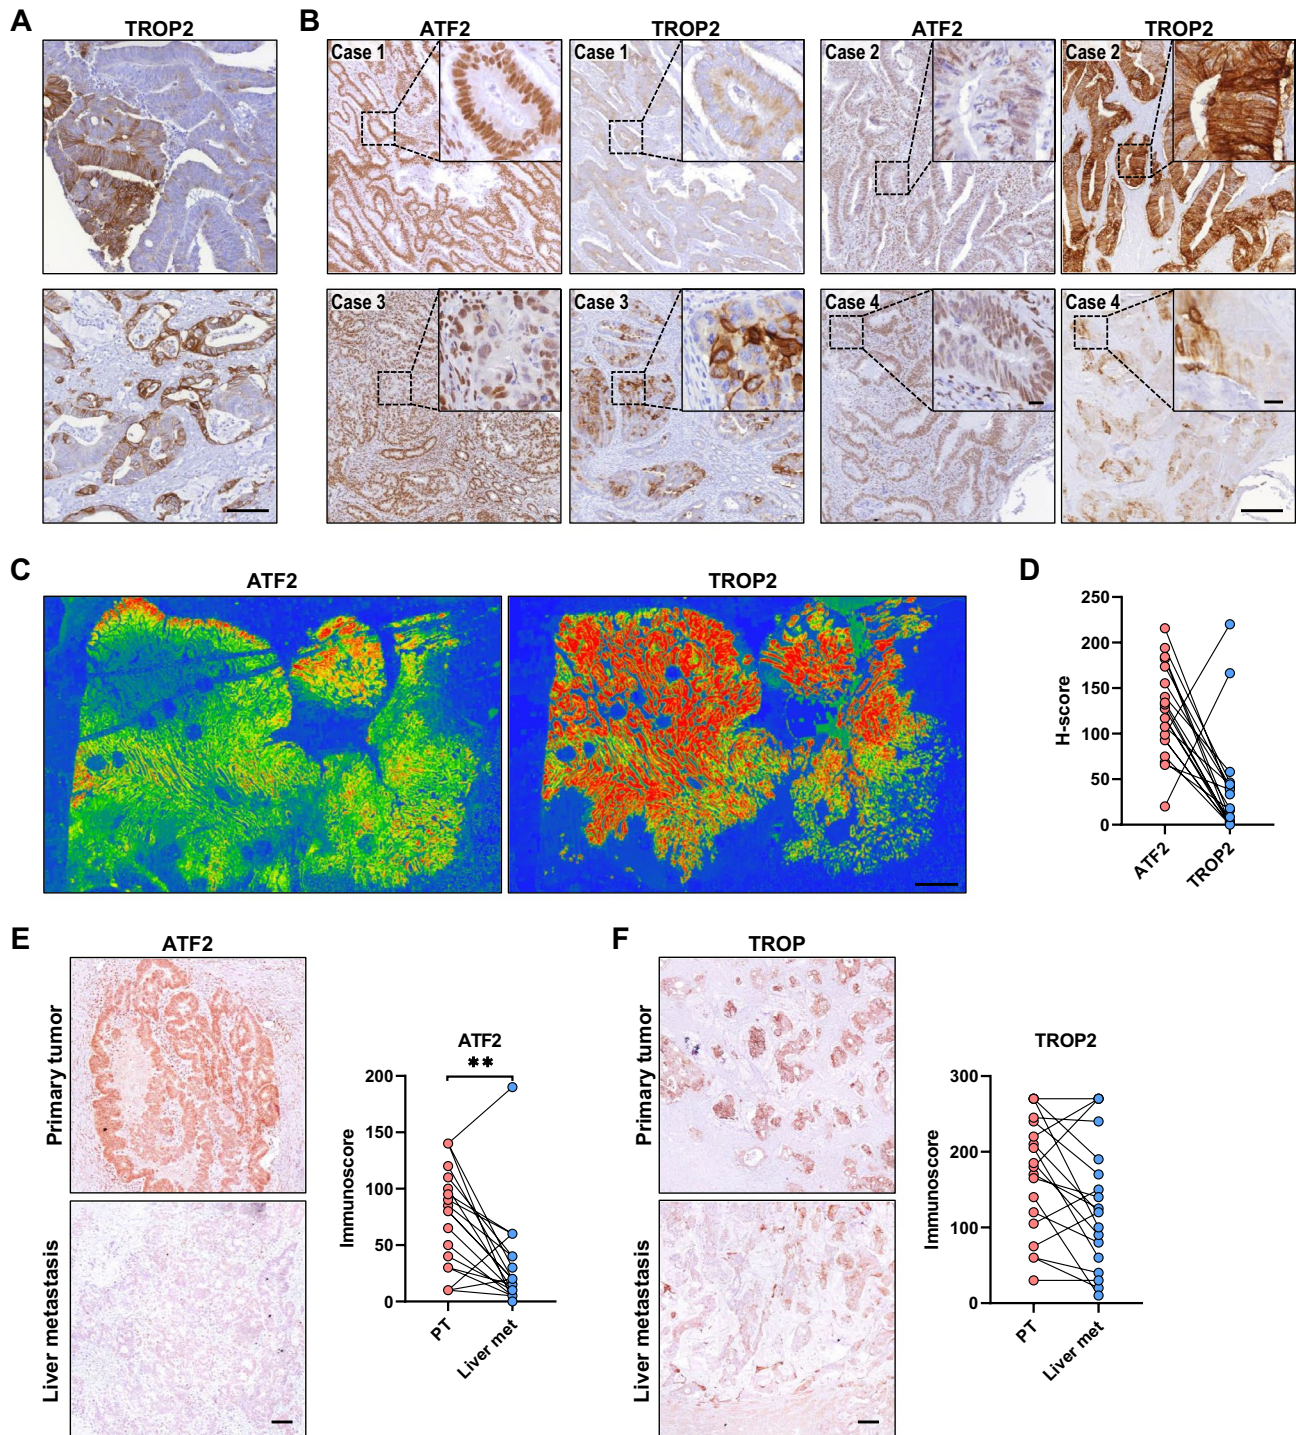 A
TROP2
B
ATF2
TROP2
ATF2
TROP2
Case 1
Case 1
Case 2
Case 2
Case 3
Case 3
Case 4
Case 4
C
ATF2
TROP2
D
250
200
150
100
50
0
H-score
ATF2
TROP2
E
ATF2
Primary tumor
Liver metastasis
ATF2
**
200
150
100
50
0
Immunoscore
PT
Liver met
F
TROP
Primary tumor
Liver metastasis
TROP2
300
200
100
0
Immunoscore
PT
Liver met